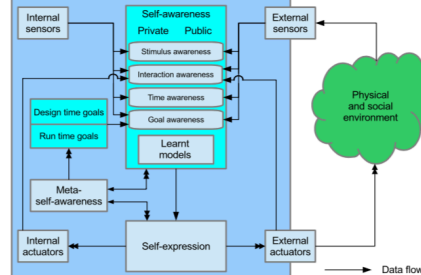 Internal
sensors
Self-awareness
Private Public
External
sensors
Stimulus awareness
Interaction awareness
Time awareness
Goal awareness
Design time goals
Run time goals
Learnt
models
Physical
and social
environment
Meta-
self-awareness
Internal
actuators
Self-expression
External
actuators
Data flow